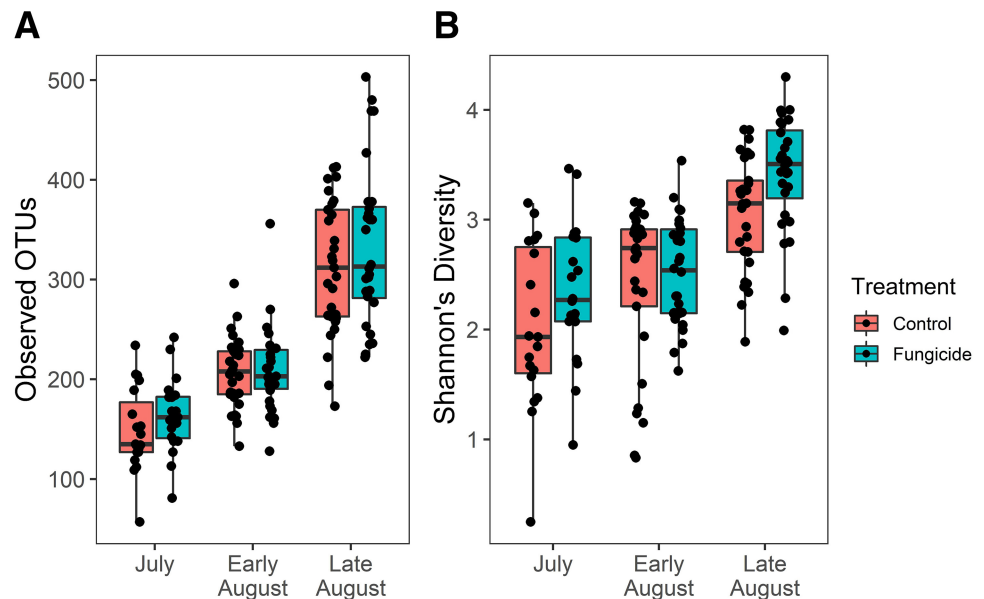 A
B
Observed OTUs
500
400
300
200
100
July
Early
August
Late
August
Shannon's Diversity
4
3
2
1
July
Early
August
Late
August
Treatment
Control
Fungicide